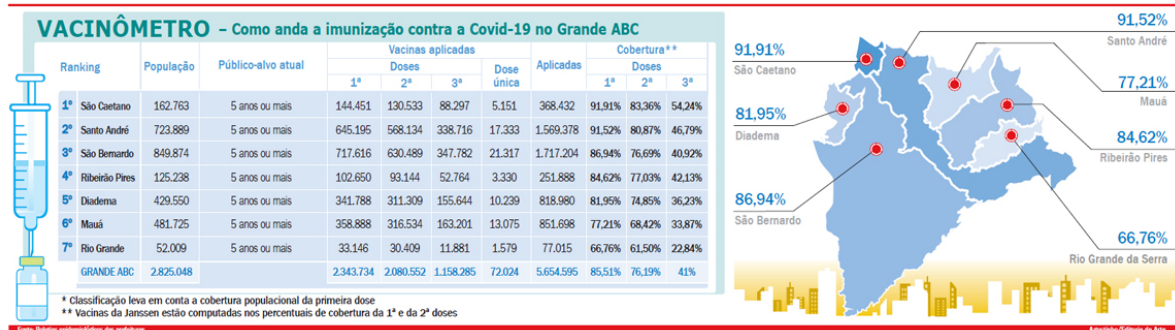 VACINÔMETRO – Como anda a imunização contra a Covid-19 no Grande ABC
Ranking População Público-alvo atual Vacinas aplicadas Aplicadas Cobertura**
Doses Dose única Doses
1ª 2ª 3ª 1ª 2ª 3ª
1º São Caetano 162.763 5 anos ou mais 144.451 130.533 88.297 5.151 368.432 91,91% 83,36% 54,24%
2º Santo André 723.889 5 anos ou mais 645.195 568.134 338.716 17.333 1.569.378 91,52% 80,87% 46,79%
3º São Bernardo 849.874 5 anos ou mais 717.616 630.489 347.782 21.317 1.717.204 86,94% 76,69% 40,92%
4º Ribeirão Pires 125.238 5 anos ou mais 102.650 93.144 52.764 3.330 251.888 84,62% 77,03% 42,13%
5º Diadema 429.550 5 anos ou mais 341.788 311.309 155.644 10.239 818.980 81,95% 74,85% 36,23%
6º Mauá 481.725 5 anos ou mais 358.888 316.534 163.201 13.075 851.698 77,21% 68,42% 33,87%
7º Rio Grande 52.009 5 anos ou mais 33.146 30.409 11.881 1.579 77.015 66,76% 61,50% 22,84%
GRANDE ABC 2.825.048 2.343.734 2.080.552 1.158.285 72.024 5.654.595 85,51% 76,19% 41%
* Classificação leva em conta a cobertura populacional da primeira dose
** Vacinas da Janssen estão computadas nos percentuais de cobertura da 1ª e da 2ª doses
91,52%
Santo André
91,91%
São Caetano
77,21%
Mauá
81,95%
Diadema
84,62%
Ribeirão Pires
86,94%
São Bernardo
66,76%
Rio Grande da Serra